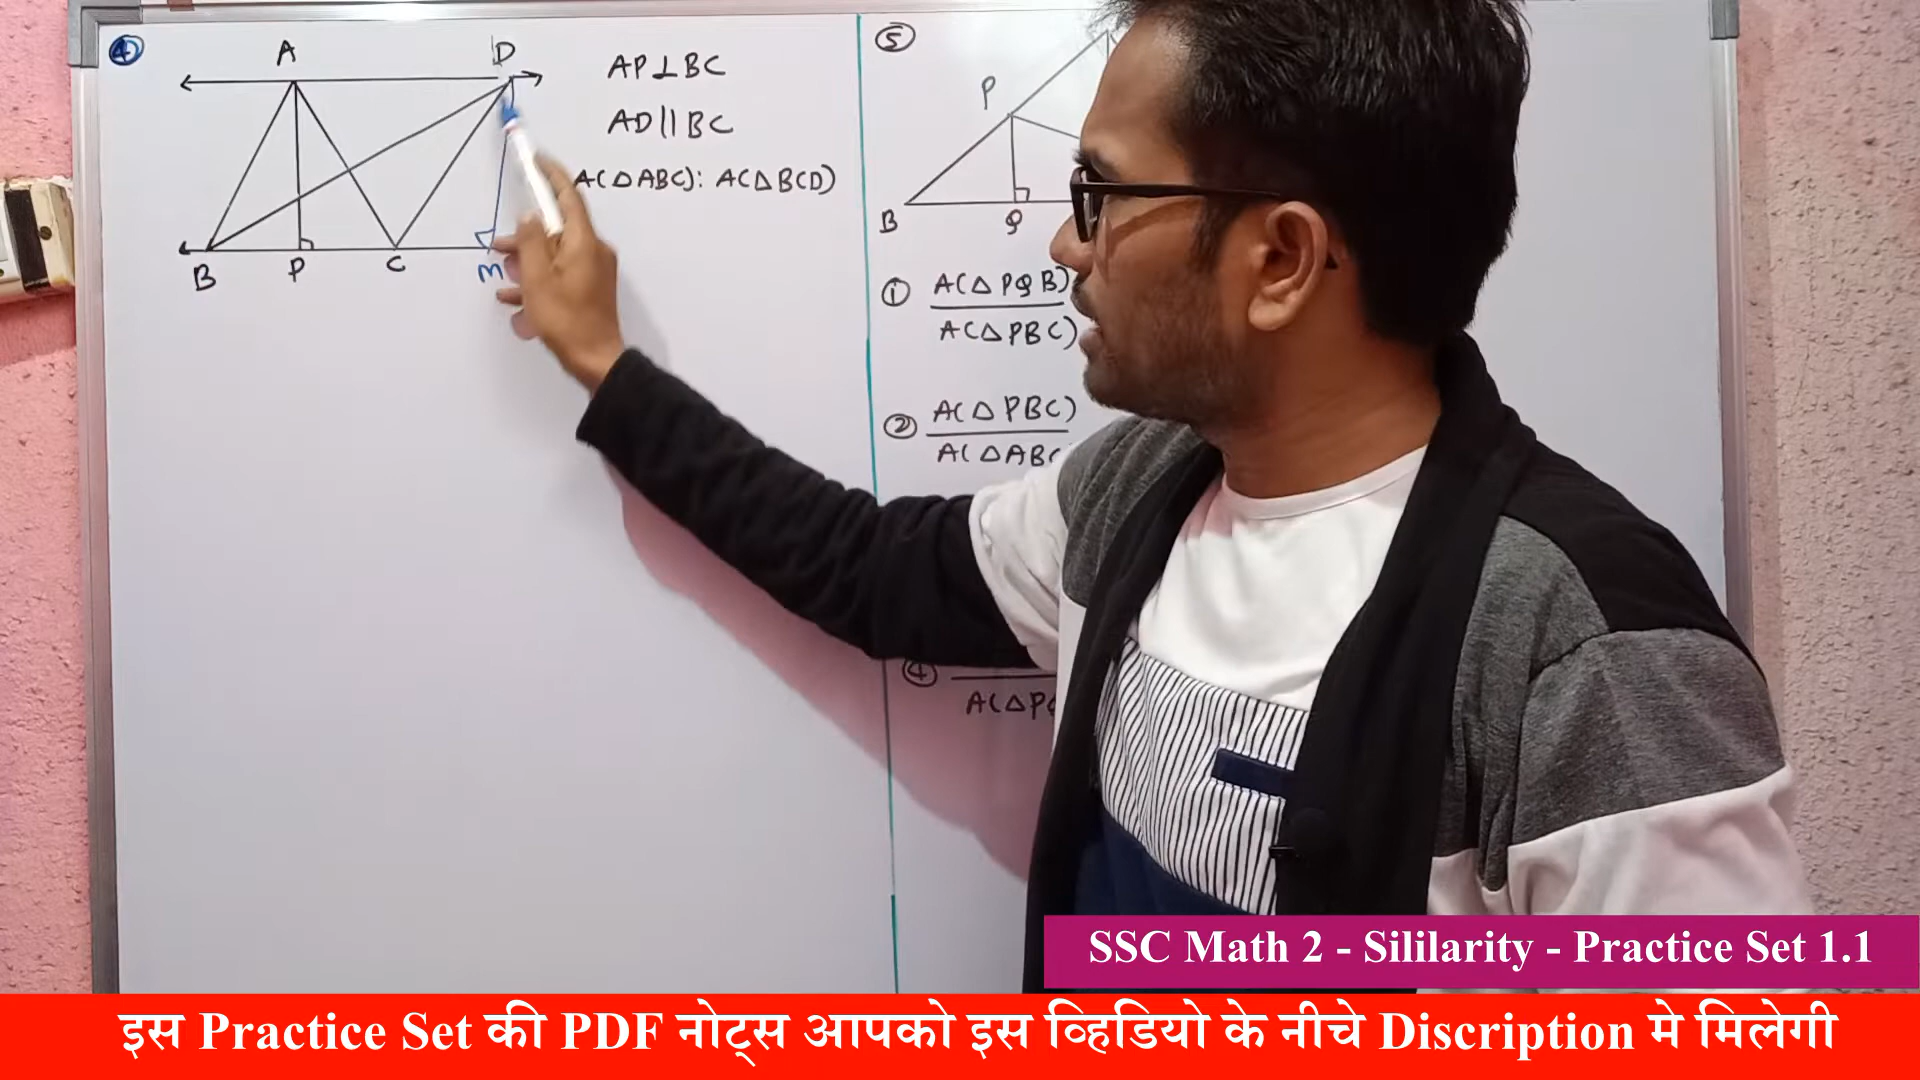 ④
A D
B P C M
AP⊥BC
AD||BC
A(△ABC): A(△BCD)
⑤
P
B Q
① A(△PQB)
A(△PBC)
② A(△PBC)
A(△ABC
④
A(△PQ
SSC Math 2 - Sililarity - Practice Set 1.1
इस Practice Set की PDF नोट्स आपको इस व्हिडियो के नीचे Discription मे मिलेगी